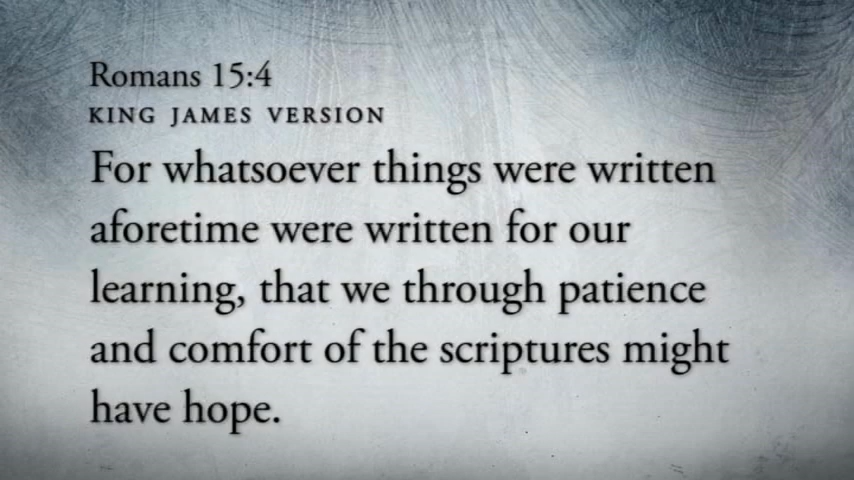 Romans 15:4
KING JAMES VERSION
For whatsoever things were written
aforetime were written for our
learning, that we through patience
and comfort of the scriptures might
have hope.